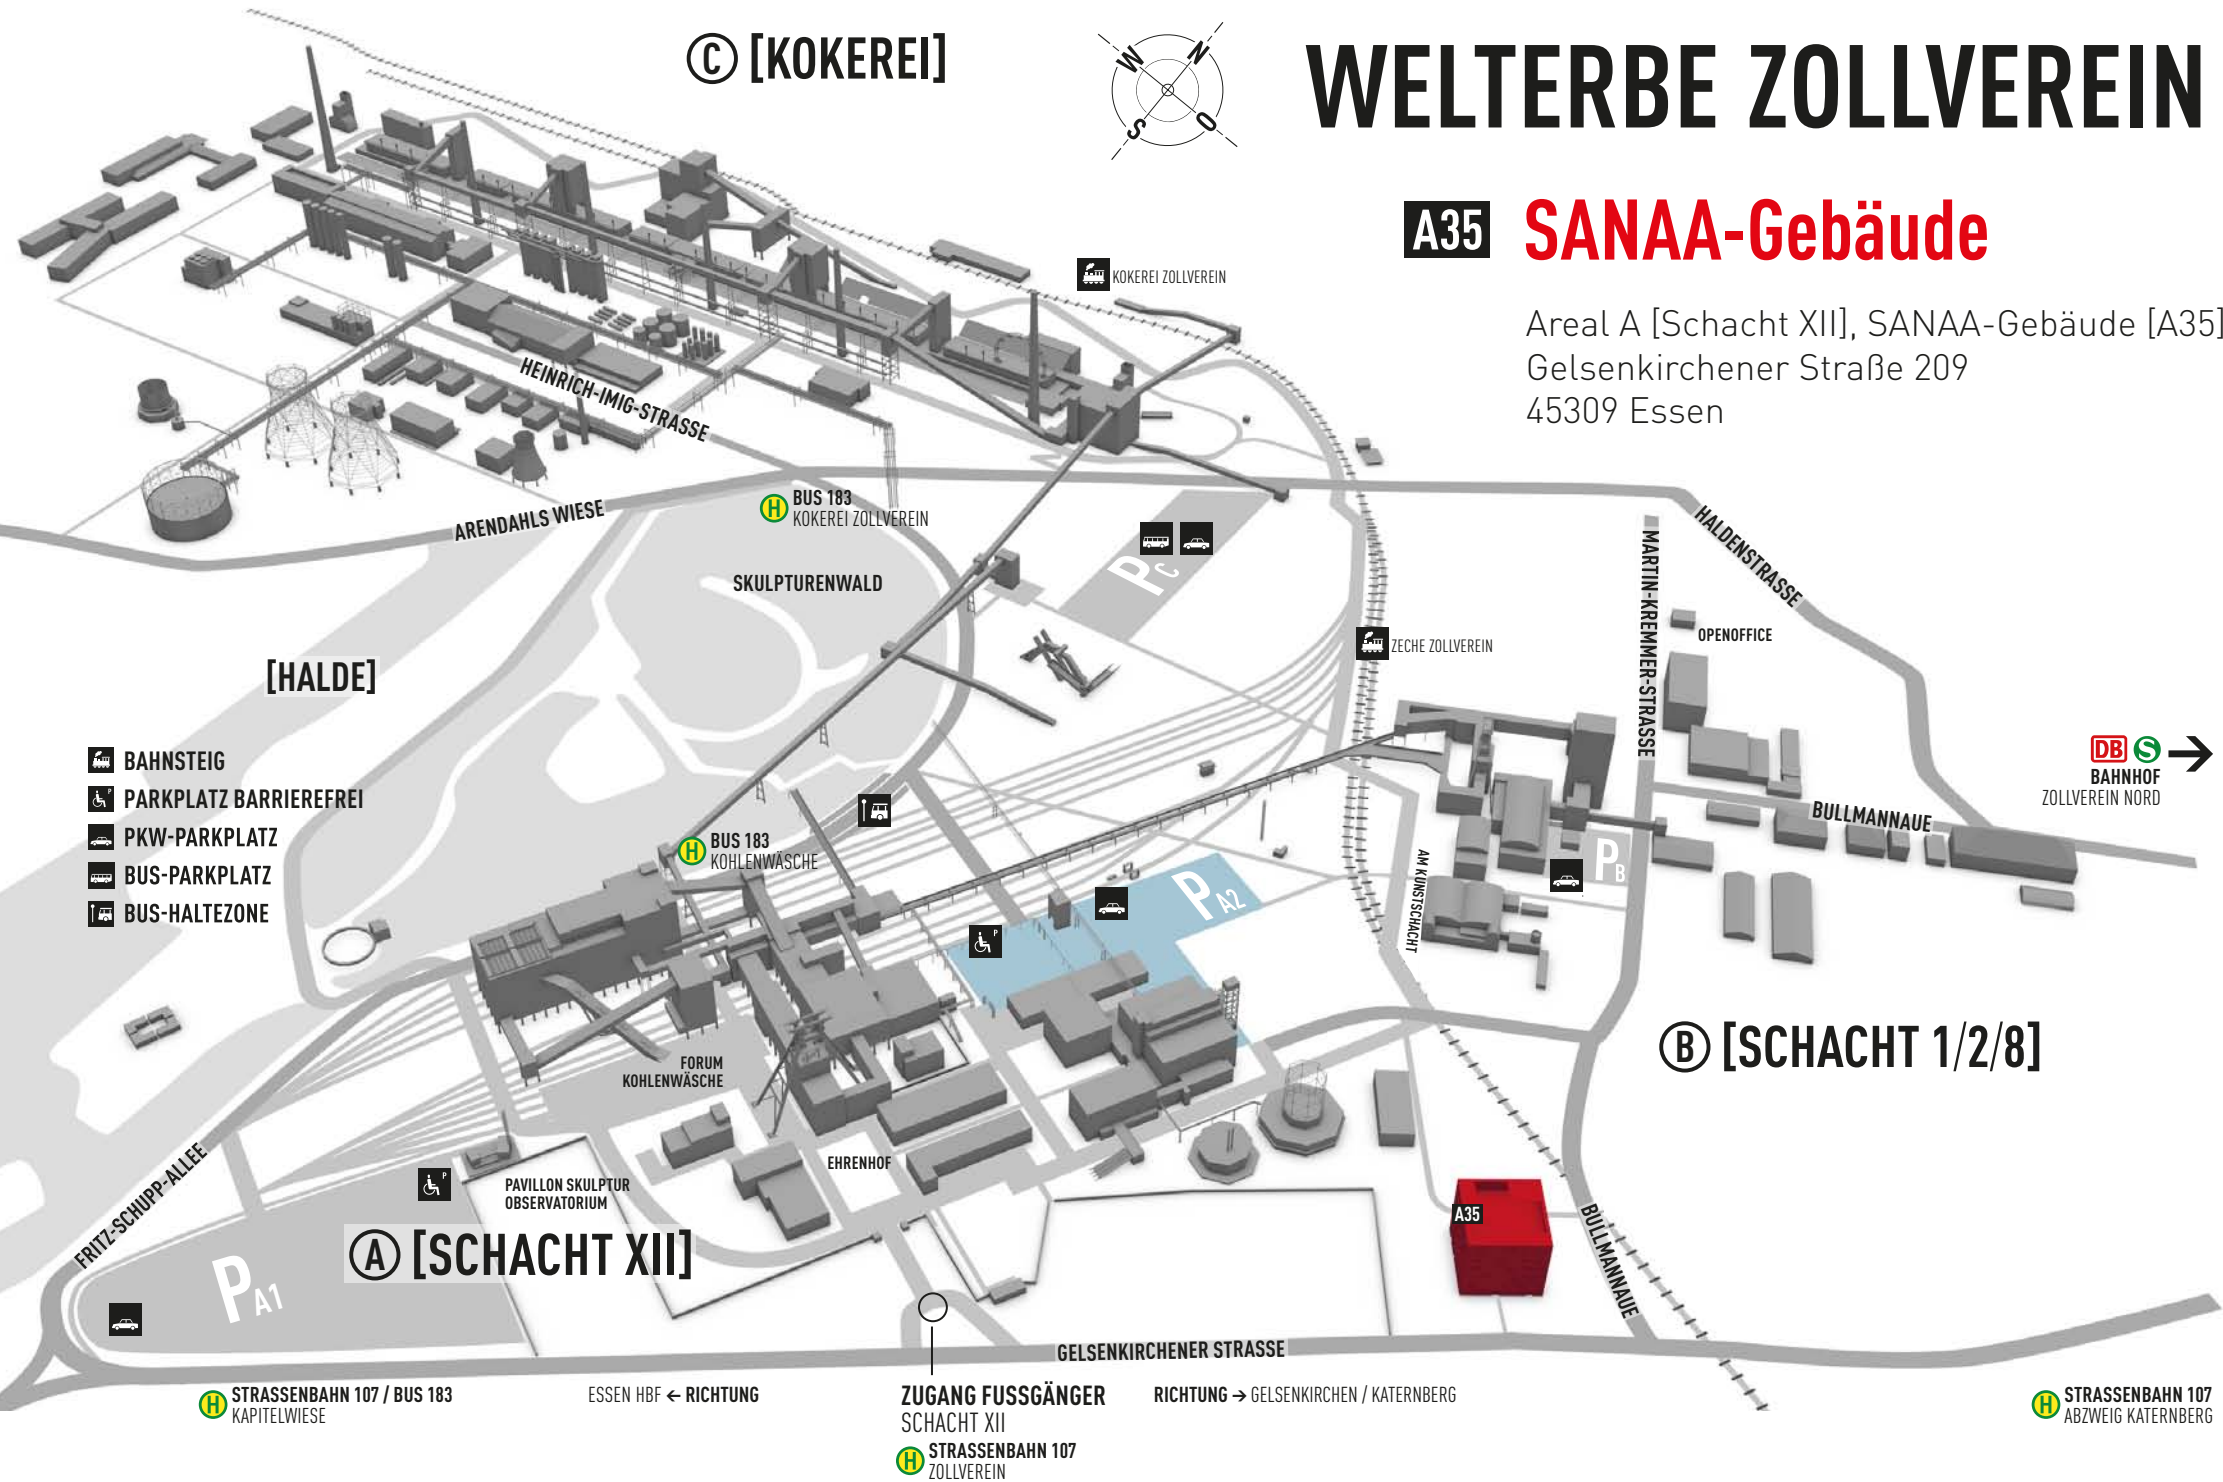 Ⓒ [KOKEREI]
W
N
S
O
WELTERBE ZOLLVEREIN
A35 SANAA-Gebäude
Areal A [Schacht XII], SANAA-Gebäude [A35]
Gelsenkirchener Straße 209
45309 Essen
KOKEREI ZOLLVEREIN
HEINRICH-IMIG-STRASSE
ARENDAHLS WIESE
H BUS 183
KOKEREI ZOLLVEREIN
PC
SKULPTURENWALD
HALDENSTRASSE
MARTIN-KREMMER-STRASSE
OPENOFFICE
ZECHE ZOLLVEREIN
[HALDE]
BAHNSTEIG
P PARKPLATZ BARRIEREFREI
PKW-PARKPLATZ
BUS-PARKPLATZ
BUS-HALTEZONE
DB S
BAHNHOF
ZOLLVEREIN NORD
BULLMANNAUE
H BUS 183
KOHLENWÄSCHE
PA2
P
PB
AM KUNSTSCHACHT
Ⓑ [SCHACHT 1/2/8]
FORUM
KOHLENWÄSCHE
EHRENHOF
P
PAVILLON SKULPTUR
OBSERVATORIUM
FRITZ-SCHUPP-ALLEE
Ⓐ [SCHACHT XII]
PA1
A35
BULLMANNAUE
GELSENKIRCHENER STRASSE
H STRASSENBAHN 107 / BUS 183
KAPITELWIESE
ESSEN HBF ← RICHTUNG
ZUGANG FUSSGÄNGER
SCHACHT XII
H STRASSENBAHN 107
ZOLLVEREIN
RICHTUNG → GELSENKIRCHEN / KATERNBERG
H STRASSENBAHN 107
ABZWEIG KATERNBERG